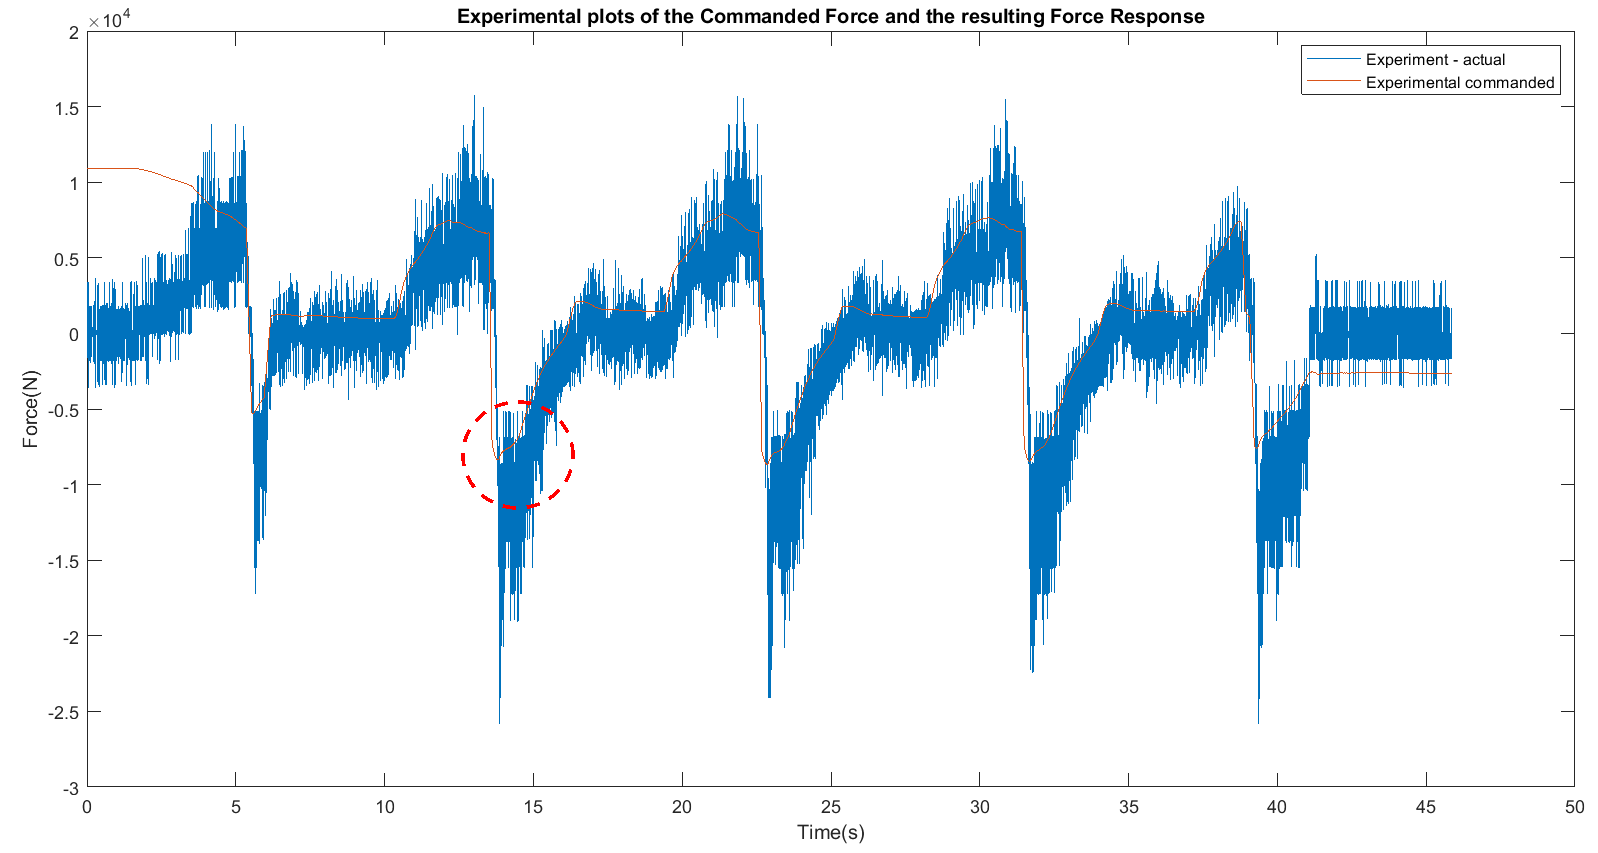 Experimental plots of the Commanded Force and the resulting Force Response
×10⁴
2
1.5
1
0.5
0
-0.5
-1
-1.5
-2
-2.5
-3
Force(N)
Experiment - actual
Experimental commanded
0 5 10 15 20 25 30 35 40 45 50
Time(s)